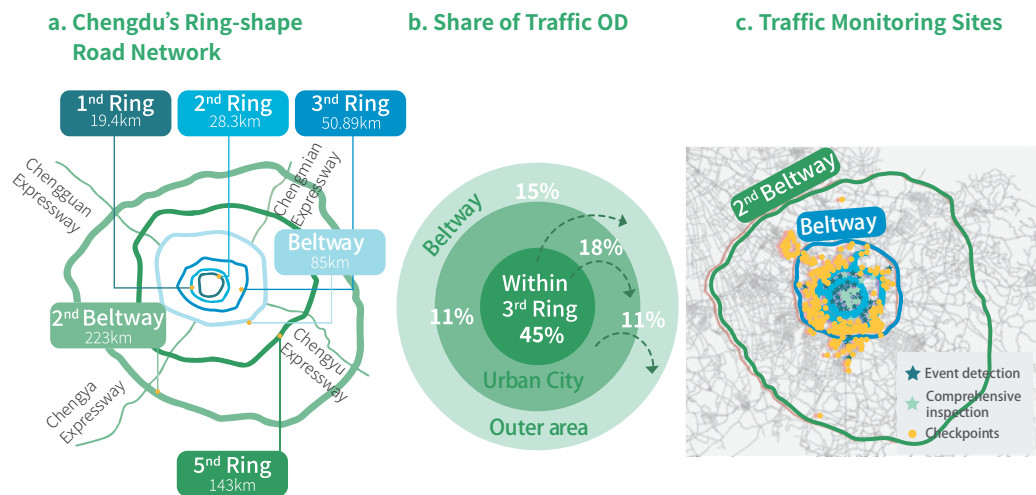 a. Chengdu's Ring-shape
Road Network
1nd Ring
19.4km
2nd Ring
28.3km
3rd Ring
50.89km
Chengguan
Expressway
Chengmian
Expressway
Beltway
85km
2nd Beltway
223km
Chengya
Expressway
Chengyu
Expressway
5nd Ring
143km
b. Share of Traffic OD
15%
Beltway
18%
Within
3rd Ring
45%
11%
11%
Urban City
Outer area
c. Traffic Monitoring Sites
2nd Beltway
Beltway
Event detection
Comprehensive
inspection
Checkpoints